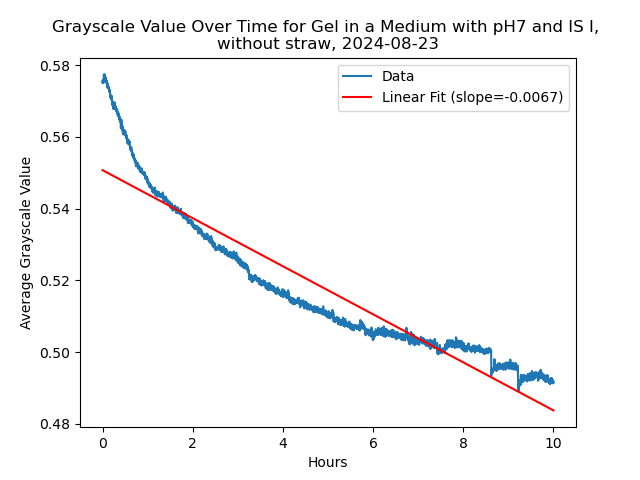 Grayscale Value Over Time for Gel in a Medium with pH7 and IS I,
without straw, 2024-08-23
Data
Linear Fit (slope=-0.0067)
Average Grayscale Value
0.58
0.56
0.54
0.52
0.50
0.48
0 2 4 6 8 10
Hours